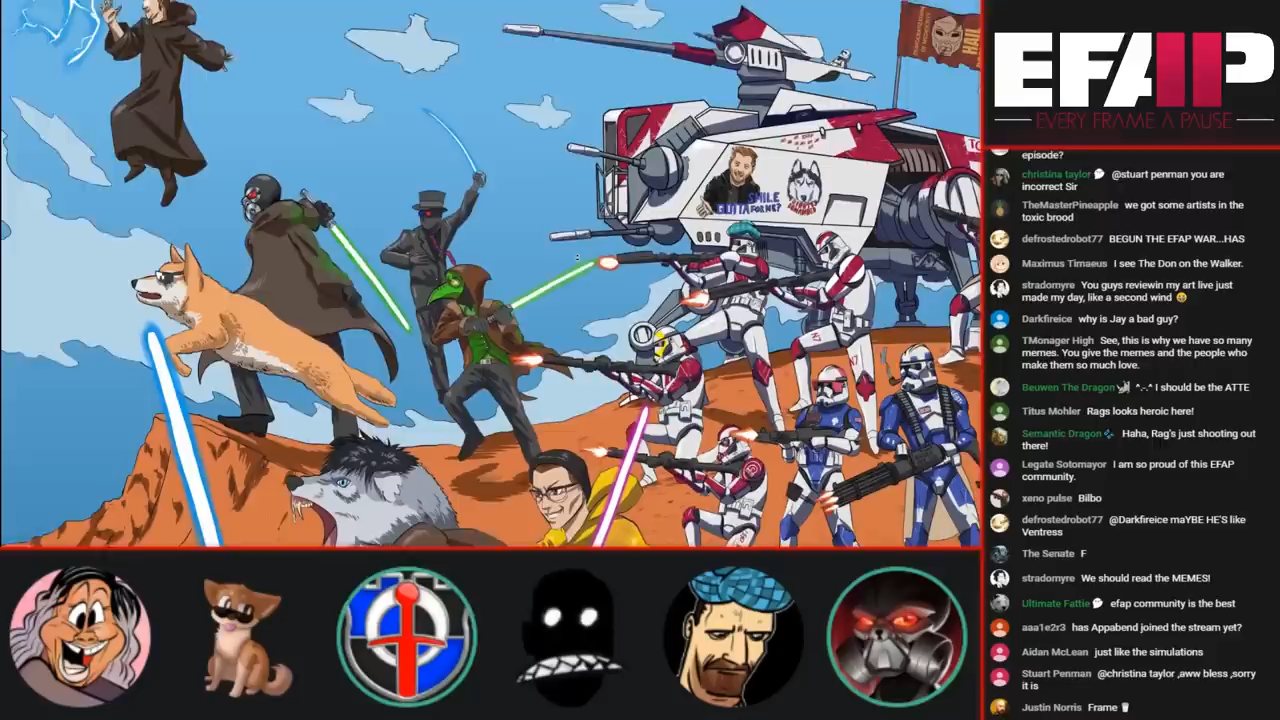 HAIL
SMILE
GUTTA FOR ME?
EFAP
EVERY FRAME A PAUSE
episode?
christina taylor @stuart penman you are
incorrect Sir
TheMasterPineapple we got some artists in the
toxic brood
defrostedrobot77 BEGUN THE EFAP WAR...HAS
Maximus Timaeus I see The Don on the Walker.
stradomyre You guys reviewin my art live just
made my day, like a second wind
Darkfireice why is Jay a bad guy?
TMonager High See, this is why we have so many
memes. You give the memes and the people who
make them so much love.
Beuwen The Dragon ^.-.^ I should be the ATTE
Titus Mohler Rags looks heroic here!
Semantic Dragon Haha, Rag's just shooting out
there!
Legate Sotomayor I am so proud of this EFAP
community.
xeno pulse Bilbo
defrostedrobot77 @Darkfireice maYBE HE'S like
Ventress
The Senate F
stradomyre We should read the MEMES!
Ultimate Fattie efap community is the best
aaa1e2r3 has Appabend joined the stream yet?
Aidan McLean just like the simulations
Stuart Penman @christina taylor ,aww bless ,sorry
it is
Justin Norris Frame